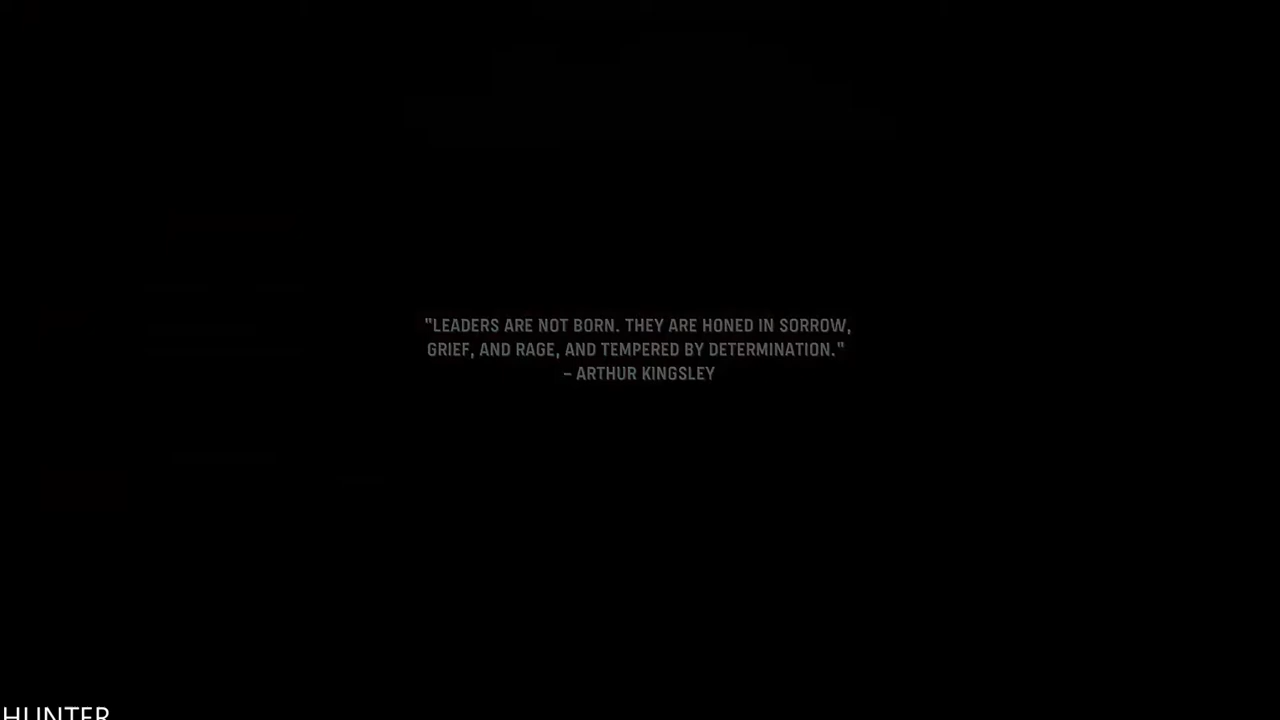 "LEADERS ARE NOT BORN. THEY ARE HONED IN SORROW,
GRIEF, AND RAGE, AND TEMPERED BY DETERMINATION."
– ARTHUR KINGSLEY
HUNTER